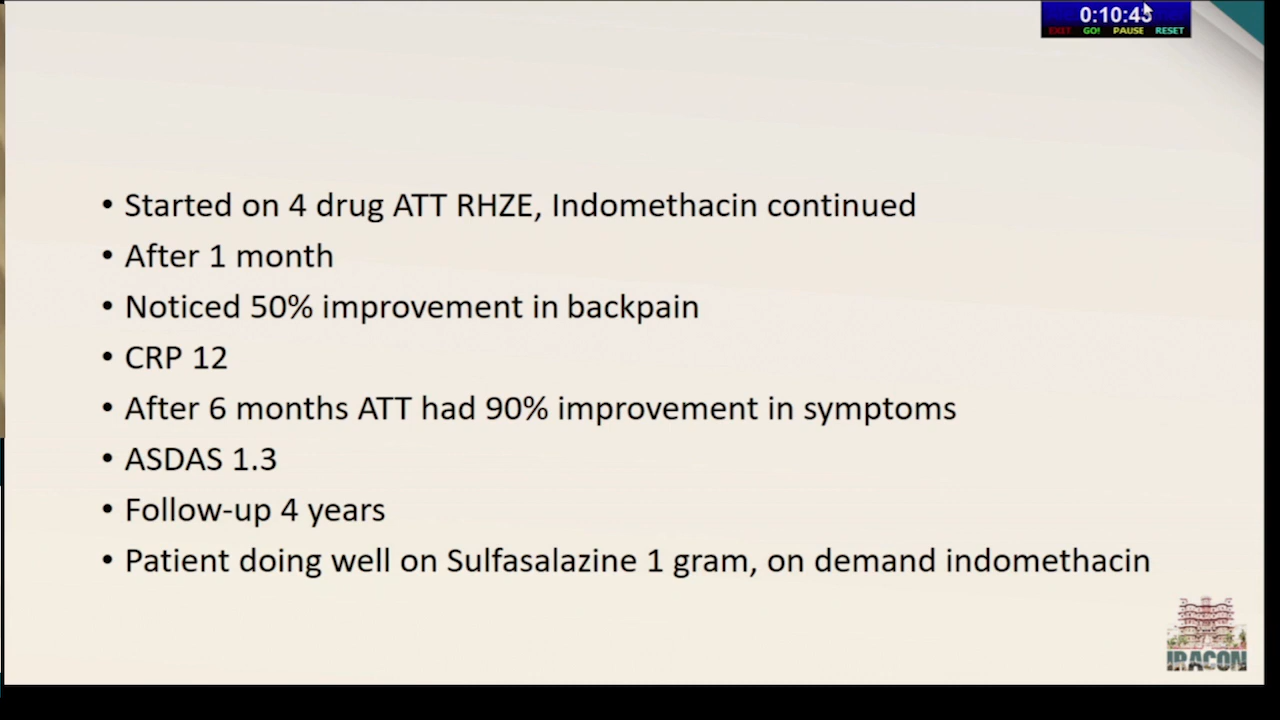 0:10:43
EXIT GO! PAUSE RESET
• Started on 4 drug ATT RHZE, Indomethacin continued
• After 1 month
• Noticed 50% improvement in backpain
• CRP 12
• After 6 months ATT had 90% improvement in symptoms
• ASDAS 1.3
• Follow-up 4 years
• Patient doing well on Sulfasalazine 1 gram, on demand indomethacin
IRACON